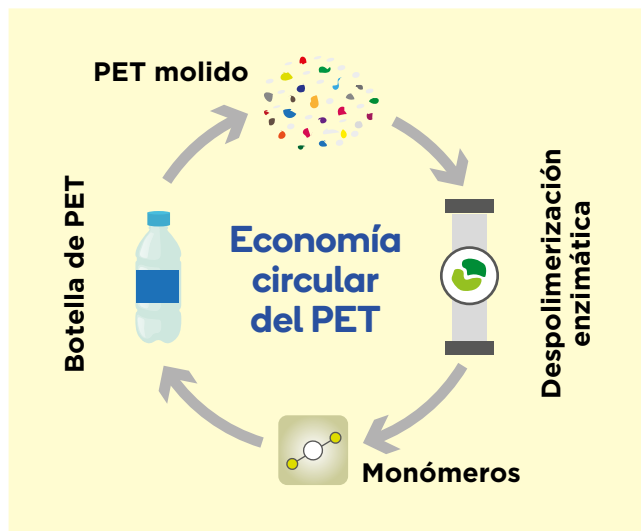 PET molido
Despolimerización
enzimática
Monómeros
Botella de PET
Economía
circular
del PET